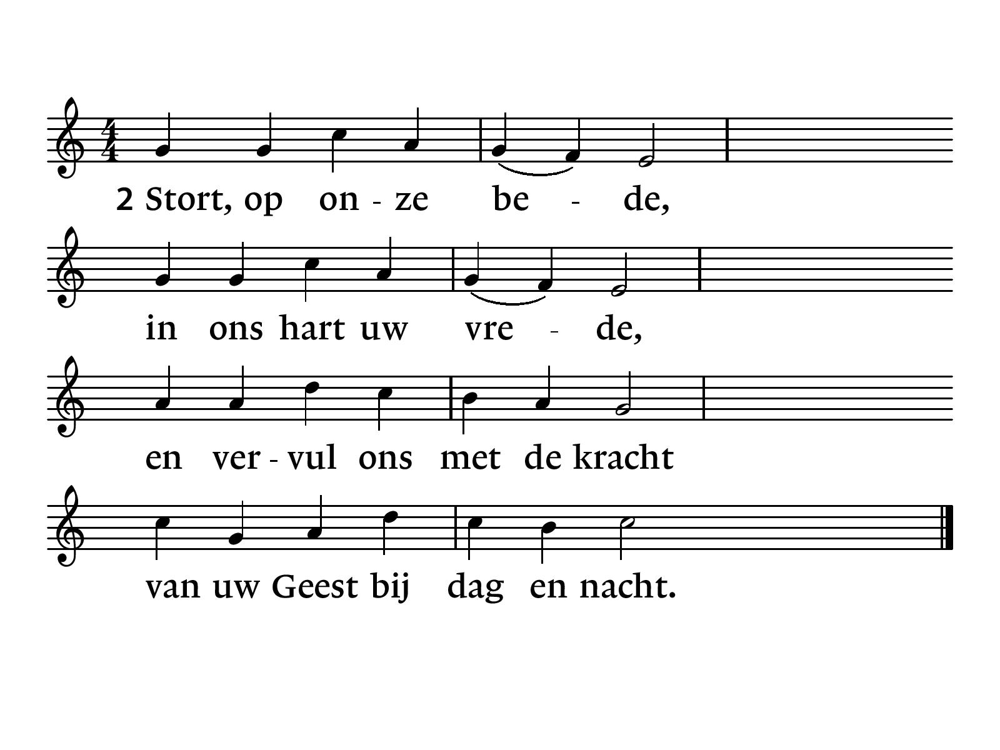 2 Stort, op on - ze be - de,
in ons hart uw vre - de,
en ver - vul ons met de kracht
van uw Geest bij dag en nacht.